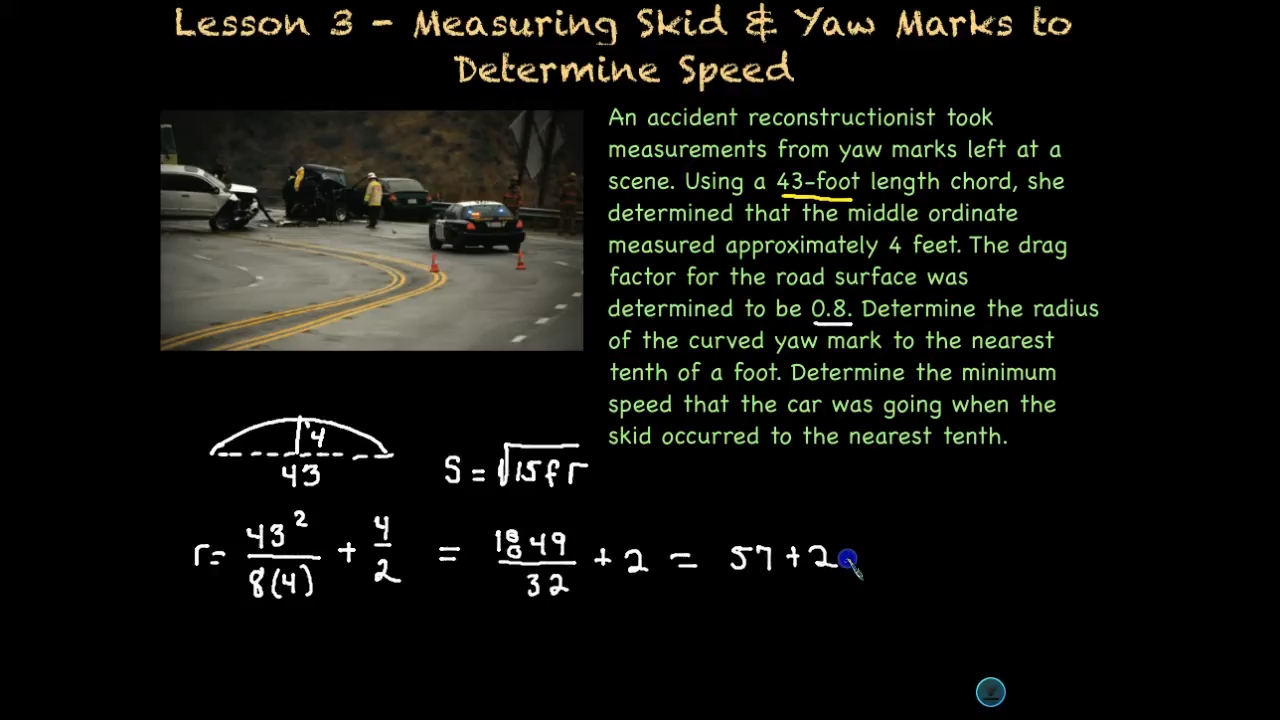 Lesson 3 - Measuring Skid & Yaw Marks to
Determine Speed
An accident reconstructionist took
measurements from yaw marks left at a
scene. Using a 43-foot length chord, she
determined that the middle ordinate
measured approximately 4 feet. The drag
factor for the road surface was
determined to be 0.8. Determine the radius
of the curved yaw mark to the nearest
tenth of a foot. Determine the minimum
speed that the car was going when the
skid occurred to the nearest tenth.
4
43
S = √15fr
r= 43²/8(4) + 4/2 = 1849/32 + 2 = 57 + 2